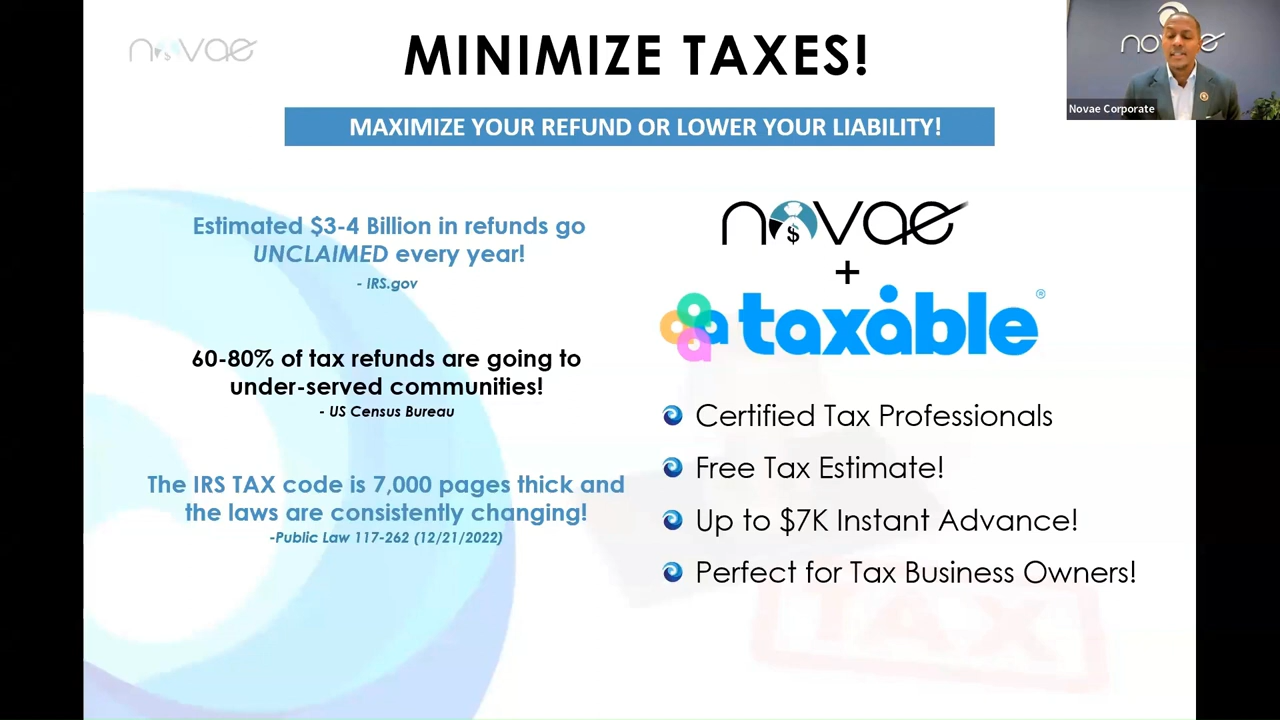 novae
MINIMIZE TAXES!
novae
Novae Corporate
MAXIMIZE YOUR REFUND OR LOWER YOUR LIABILITY!
Estimated $3-4 Billion in refunds go
UNCLAIMED every year!
- IRS.gov
60-80% of tax refunds are going to
under-served communities!
- US Census Bureau
The IRS TAX code is 7,000 pages thick and
the laws are consistently changing!
-Public Law 117-262 (12/21/2022)
novae
$
+
taxable®
Certified Tax Professionals
Free Tax Estimate!
Up to $7K Instant Advance!
Perfect for Tax Business Owners!
TAX